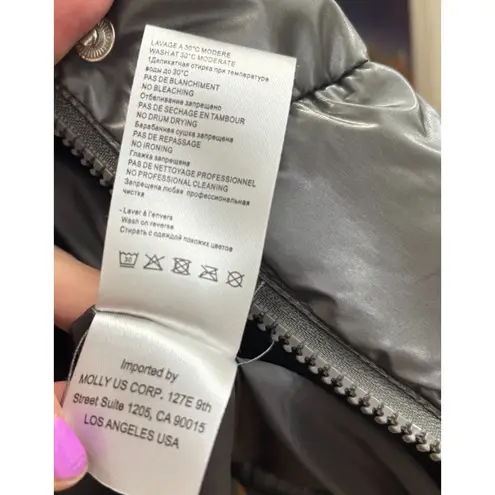 LAVAGE A 30°C MODERE
WASH AT 30°C MODERATE
1Деликатная стирка при температуре
воды до 30°C
PAS DE BLANCHIMENT
NO BLEACHING
Отбеливание запрещено
PAS DE SECHAGE EN TAMBOUR
NO DRUM DRYING
Барабанная сушка запрещена
PAS DE REPASSAGE
NO IRONING
Глажка запрещена
PAS DE NETTOYAGE PROFESSIONNEL
NO PROFESSIONAL CLEANING
Запрещена любая профессиональная
чистка
- Laver à l'envers
Wash on reverse
Стирать с одеждой похожих цветов
30
Imported by
MOLLY US CORP. 127E 9th
Street Suite 1205, CA 90015
LOS ANGELES USA